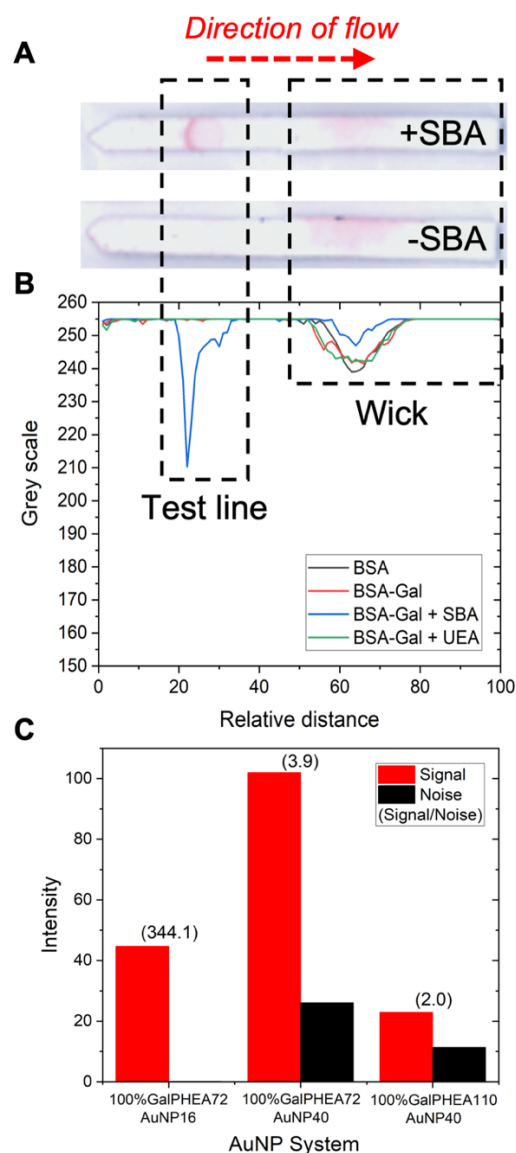 Direction of flow
A
+SBA
-SBA
B
260
250
240
230
220
210
200
190
180
170
160
150
Grey scale
Test line
Wick
BSA
BSA-Gal
BSA-Gal + SBA
BSA-Gal + UEA
0 20 40 60 80 100
Relative distance
C
100
80
60
40
20
0
Intensity
(344.1)
(3.9)
(2.0)
Signal
Noise
(Signal/Noise)
100%GalPHEA72 100%GalPHEA72 100%GalPHEA110
AuNP16 AuNP40 AuNP40
AuNP System